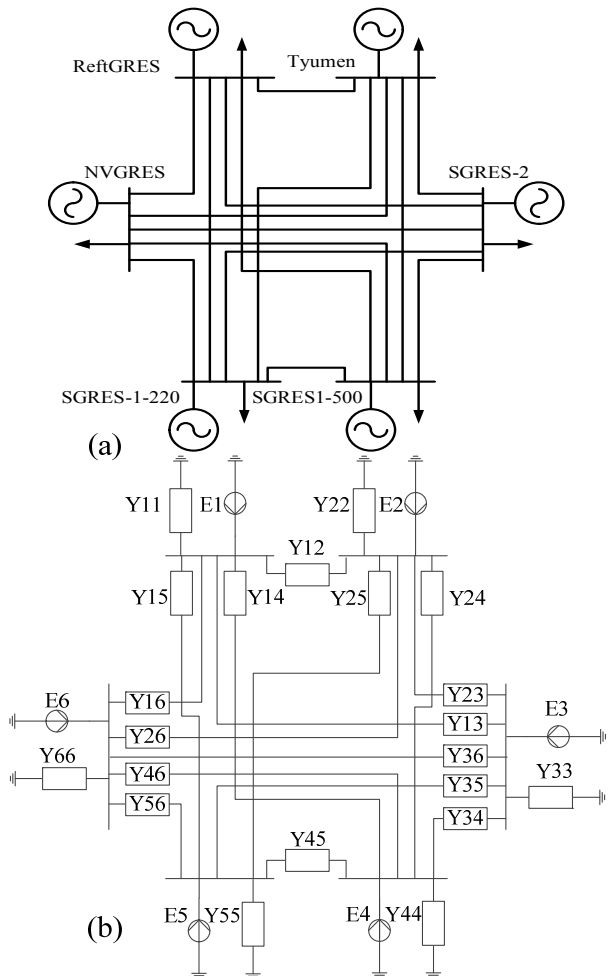 ReftGRES
Tyumen
NVGRES
SGRES-2
SGRES-1-220
SGRES1-500
(a)
Y11
E1
Y22
E2
Y12
Y15
Y14
Y25
Y24
Y16
Y23
E6
Y13
E3
Y26
Y36
Y66
Y46
Y35
Y33
Y56
Y34
Y45
E5
Y55
E4
Y44
(b)